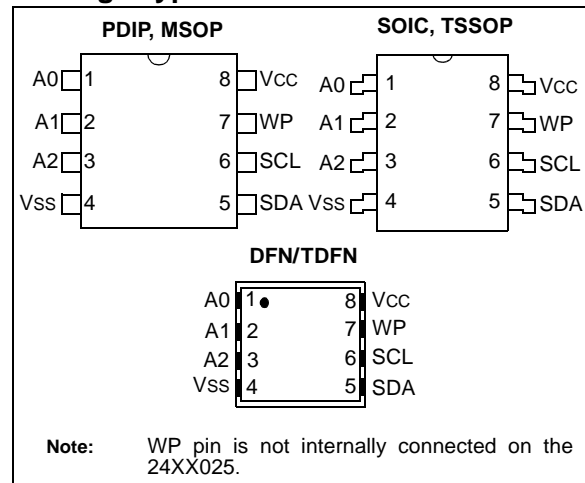 PDIP, MSOP
A0 1 8 VCC
A1 2 7 WP
A2 3 6 SCL
VSS 4 5 SDA
SOIC, TSSOP
A0 1 8 VCC
A1 2 7 WP
A2 3 6 SCL
VSS 4 5 SDA
DFN/TDFN
A0 1 8 VCC
A1 2 7 WP
A2 3 6 SCL
VSS 4 5 SDA
Note: WP pin is not internally connected on the
24XX025.